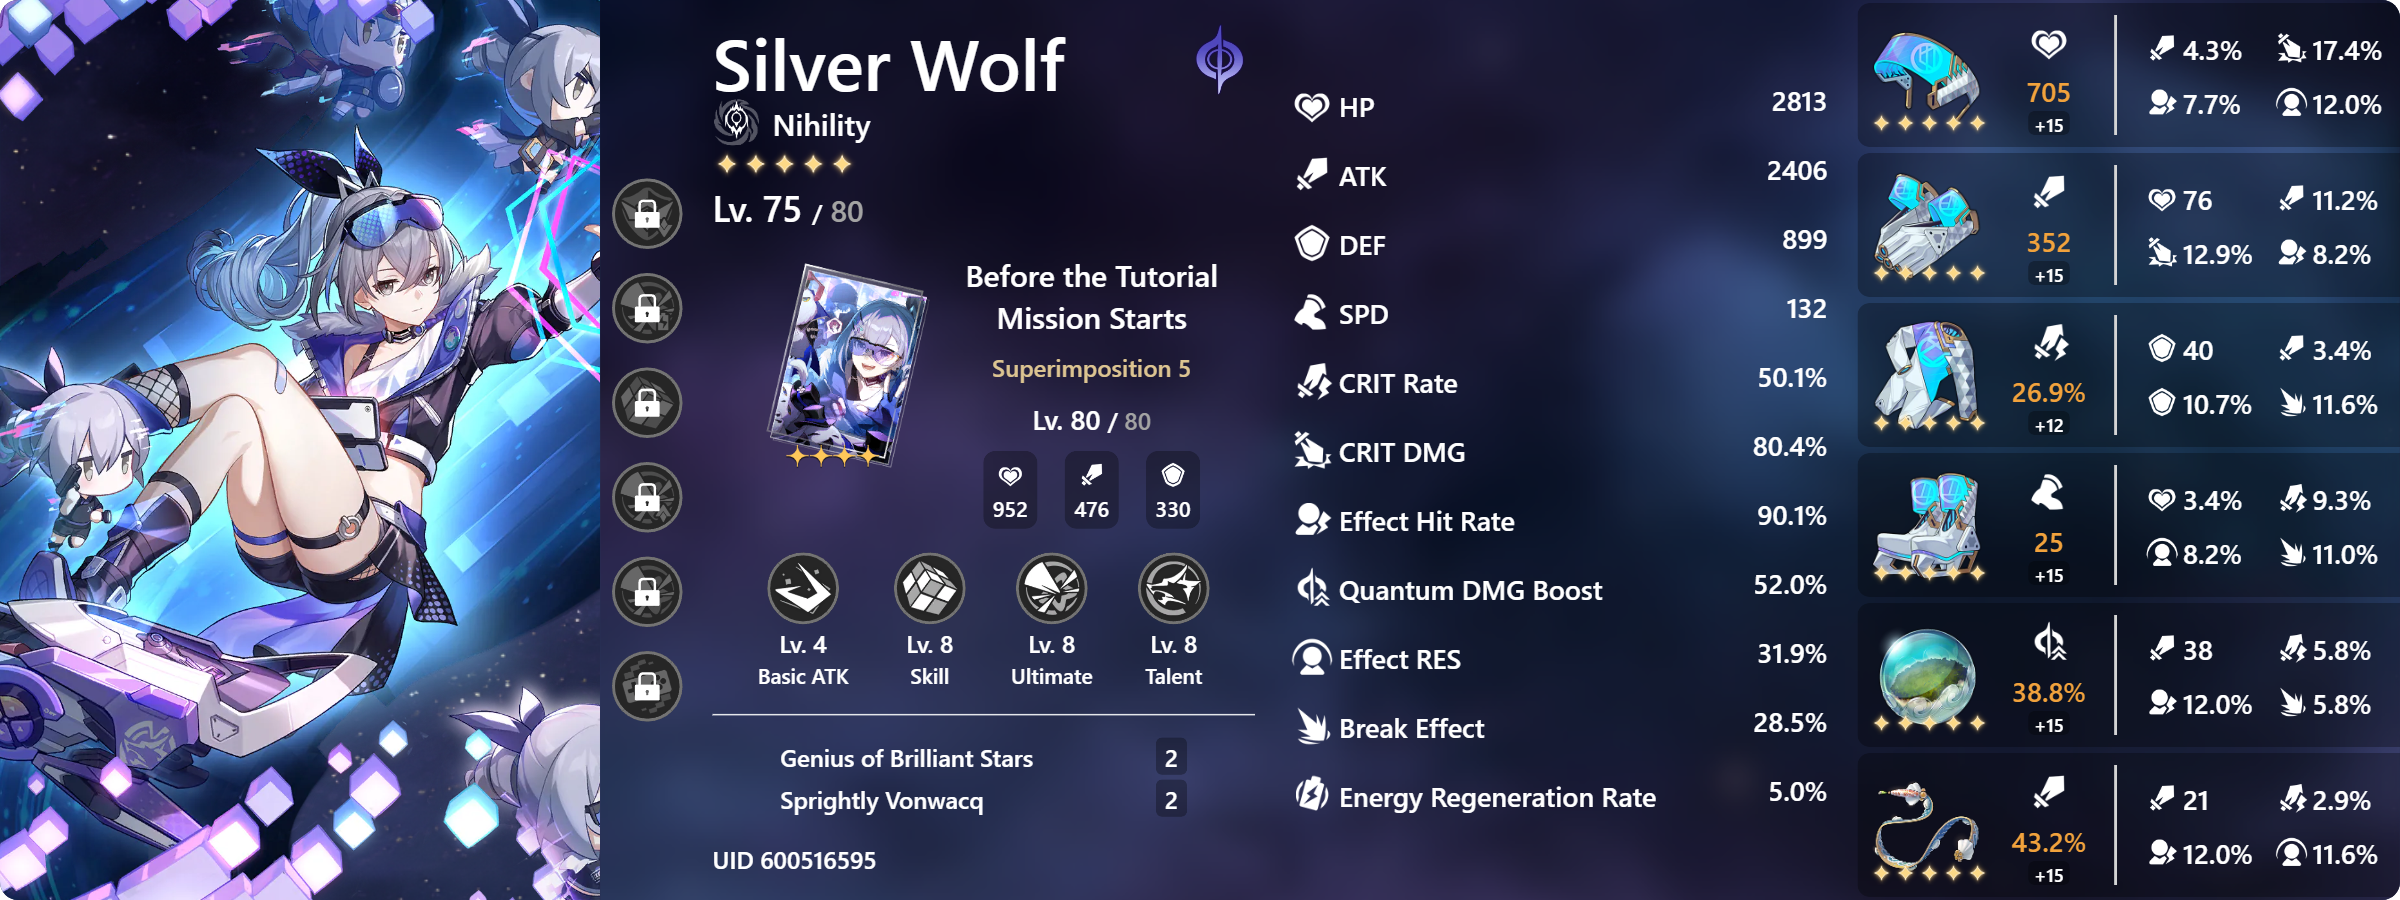 Silver Wolf
Nihility
Lv. 75 / 80
Before the Tutorial
Mission Starts
Superimposition 5
Lv. 80 / 80
952 476 330
Lv. 4 Lv. 8 Lv. 8 Lv. 8
Basic ATK Skill Ultimate Talent
Genius of Brilliant Stars 2
Sprightly Vonwacq 2
UID 600516595
HP 2813
ATK 2406
DEF 899
SPD 132
CRIT Rate 50.1%
CRIT DMG 80.4%
Effect Hit Rate 90.1%
Quantum DMG Boost 52.0%
Effect RES 31.9%
Break Effect 28.5%
Energy Regeneration Rate 5.0%
4.3% 17.4%
705
7.7% 12.0%
+15
76 11.2%
352
12.9% 8.2%
+15
40 3.4%
26.9%
10.7% 11.6%
+12
3.4% 9.3%
25
8.2% 11.0%
+15
38 5.8%
38.8%
12.0% 5.8%
+15
21 2.9%
43.2%
12.0% 11.6%
+15